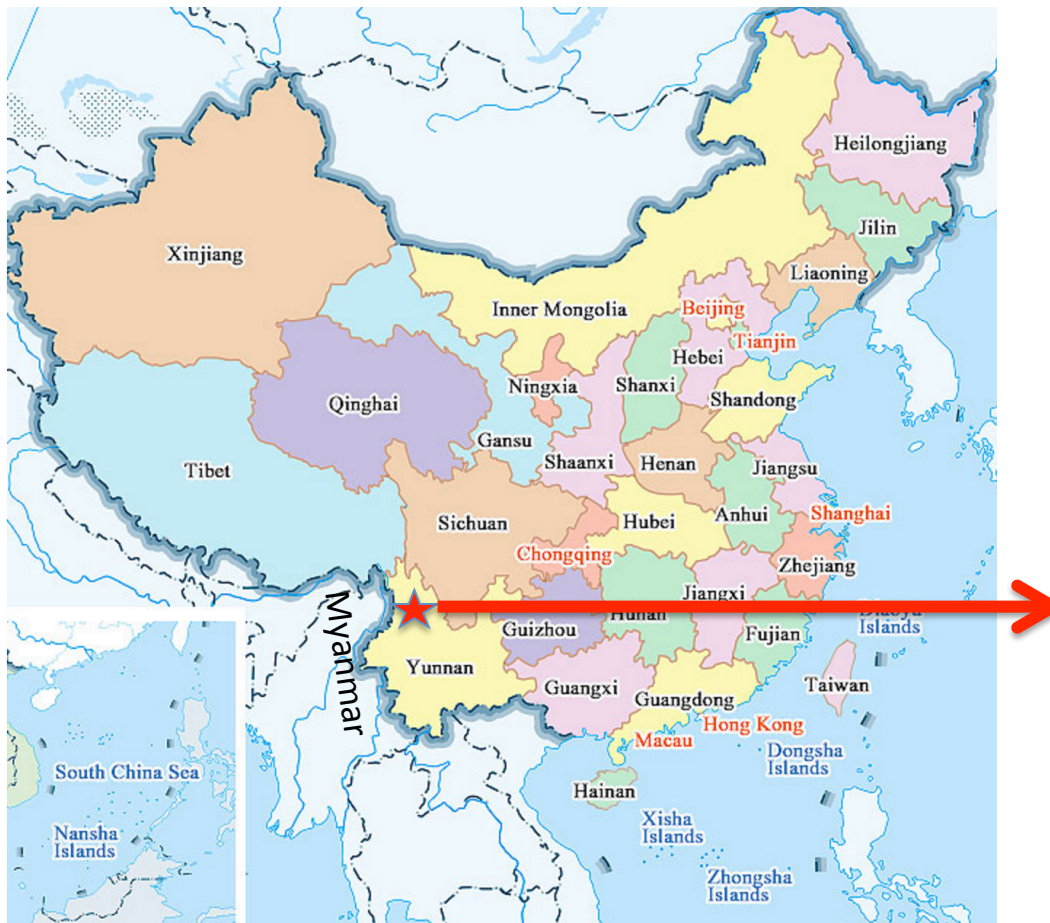 Heilongjiang
Jilin
Xinjiang
Liaoning
Inner Mongolia
Beijing
Tianjin
Hebei
Ningxia
Shanxi
Shandong
Qinghai
Gansu
Tibet
Shaanxi
Henan
Jiangsu
Sichuan
Hubei
Anhui
Shanghai
Chongqing
Zhejiang
Jiangxi
Myanmar
Hunan
Diaoyu
Islands
Guizhou
Fujian
Yunnan
Guangxi
Guangdong
Taiwan
Hong Kong
Macau
Dongsha
Islands
South China Sea
Hainan
Xisha
Islands
Nansha
Islands
Zhongsha
Islands